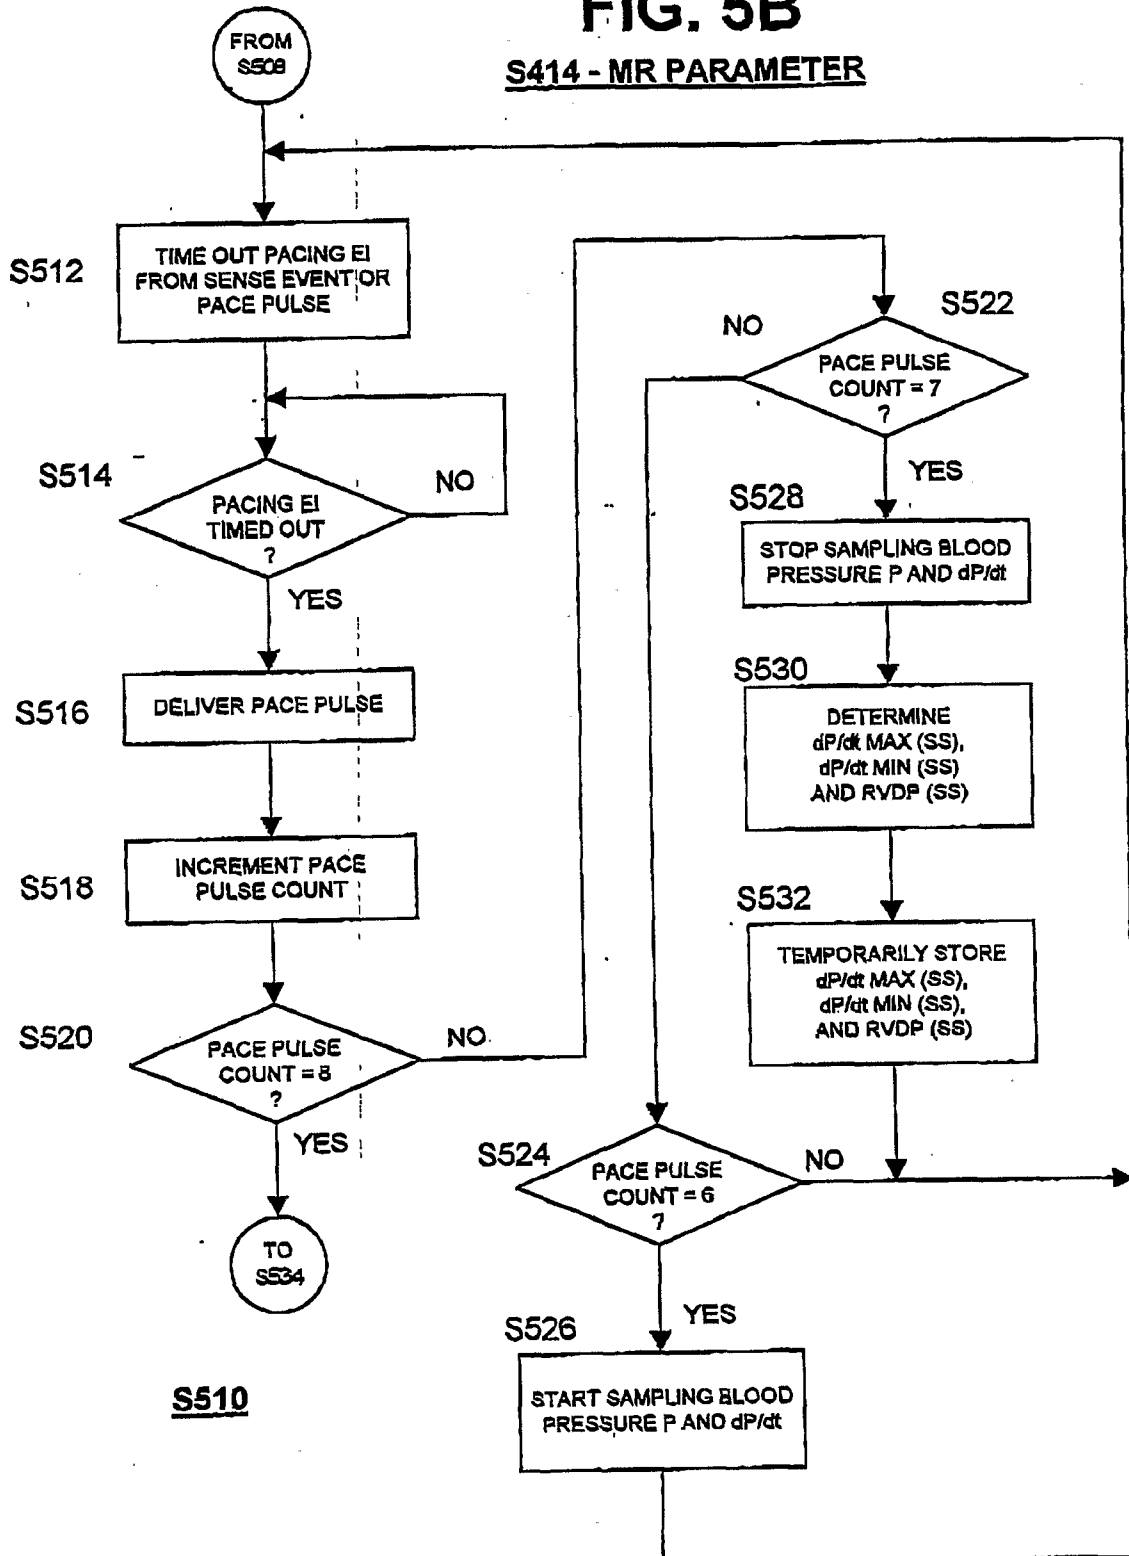 FIG. 5B
S414 - MR PARAMETER
FROM
S508
S512
TIME OUT PACING EI
FROM SENSE EVENT OR
PACE PULSE
S514
PACING EI
TIMED OUT
?
NO
YES
S516
DELIVER PACE PULSE
S518
INCREMENT PACE
PULSE COUNT
S520
PACE PULSE
COUNT = 8
?
NO
YES
TO
S534
S510
S522
NO
PACE PULSE
COUNT = 7
?
YES
S528
STOP SAMPLING BLOOD
PRESSURE P AND dP/dt
S530
DETERMINE
dP/dt MAX (SS),
dP/dt MIN (SS)
AND RVDP (SS)
S532
TEMPORARILY STORE
dP/dt MAX (SS),
dP/dt MIN (SS),
AND RVDP (SS)
S524
PACE PULSE
COUNT = 6
?
NO
YES
S526
START SAMPLING BLOOD
PRESSURE P AND dP/dt